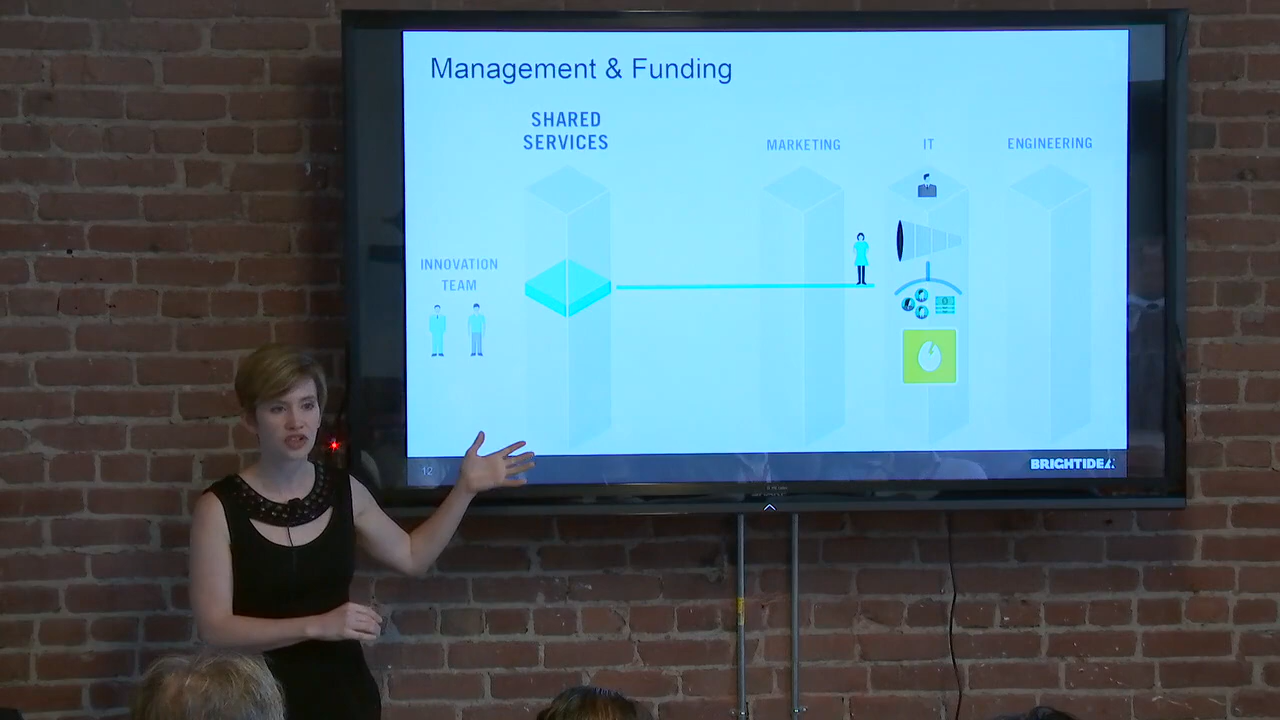 Management & Funding
SHARED
SERVICES
MARKETING
IT
ENGINEERING
INNOVATION
TEAM
12
BRIGHTIDEA